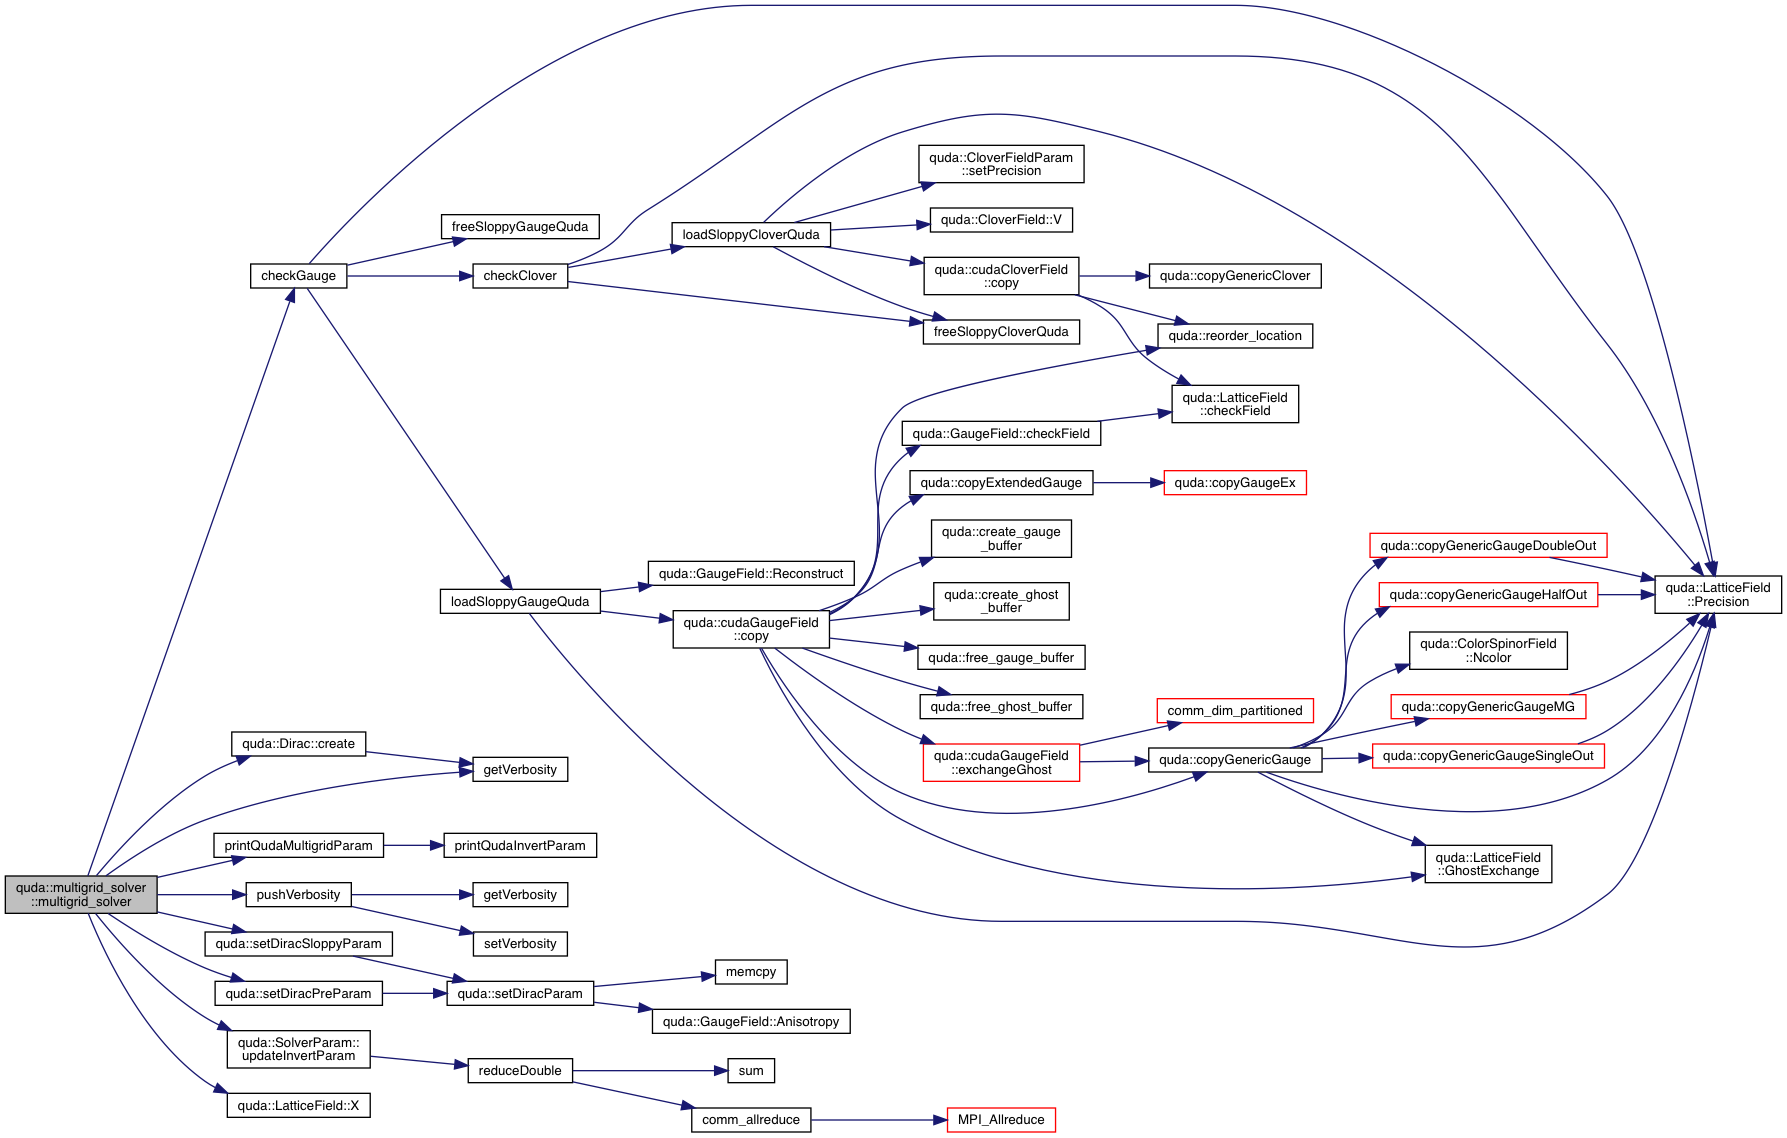 quda::multigrid_solver
::multigrid_solver
checkGauge
freeSloppyGaugeQuda
checkClover
loadSloppyCloverQuda
quda::CloverFieldParam
::setPrecision
quda::CloverField::V
quda::cudaCloverField
::copy
freeSloppyCloverQuda
quda::copyGenericClover
quda::reorder_location
quda::LatticeField
::checkField
quda::GaugeField::checkField
quda::copyExtendedGauge
quda::copyGaugeEx
quda::create_gauge
_buffer
quda::create_ghost
_buffer
quda::free_gauge_buffer
quda::free_ghost_buffer
quda::cudaGaugeField
::exchangeGhost
loadSloppyGaugeQuda
quda::GaugeField::Reconstruct
quda::cudaGaugeField
::copy
comm_dim_partitioned
quda::copyGenericGauge
quda::copyGenericGaugeDoubleOut
quda::copyGenericGaugeHalfOut
quda::ColorSpinorField
::Ncolor
quda::copyGenericGaugeMG
quda::copyGenericGaugeSingleOut
quda::LatticeField
::GhostExchange
quda::LatticeField
::Precision
quda::Dirac::create
getVerbosity
printQudaMultigridParam
printQudaInvertParam
pushVerbosity
getVerbosity
setVerbosity
quda::setDiracSloppyParam
quda::setDiracPreParam
quda::setDiracParam
memcpy
quda::GaugeField::Anisotropy
quda::SolverParam::
updateInvertParam
reduceDouble
sum
comm_allreduce
MPI_Allreduce
quda::LatticeField::X